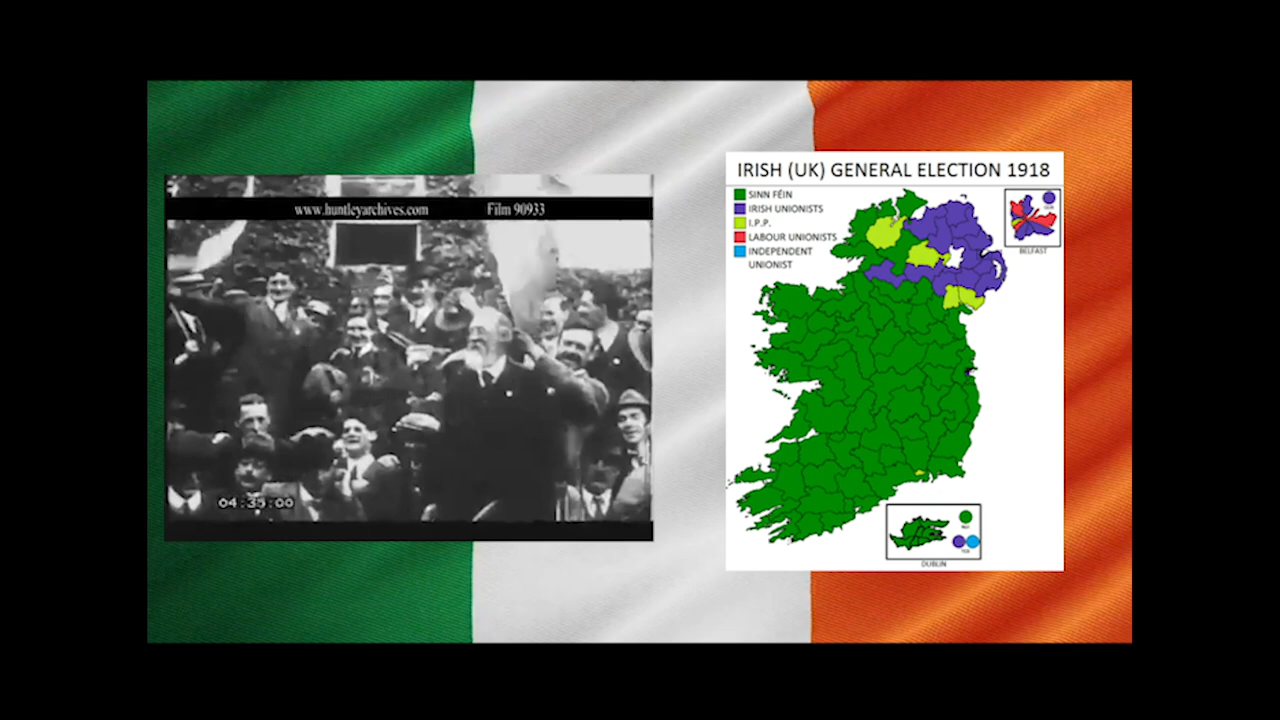 www.huntleyarchives.com Film 90933
04:35:00
IRISH (UK) GENERAL ELECTION 1918
SINN FÉIN
IRISH UNIONISTS
I.P.P.
LABOUR UNIONISTS
INDEPENDENT
UNIONIST
BELFAST
DUBLIN